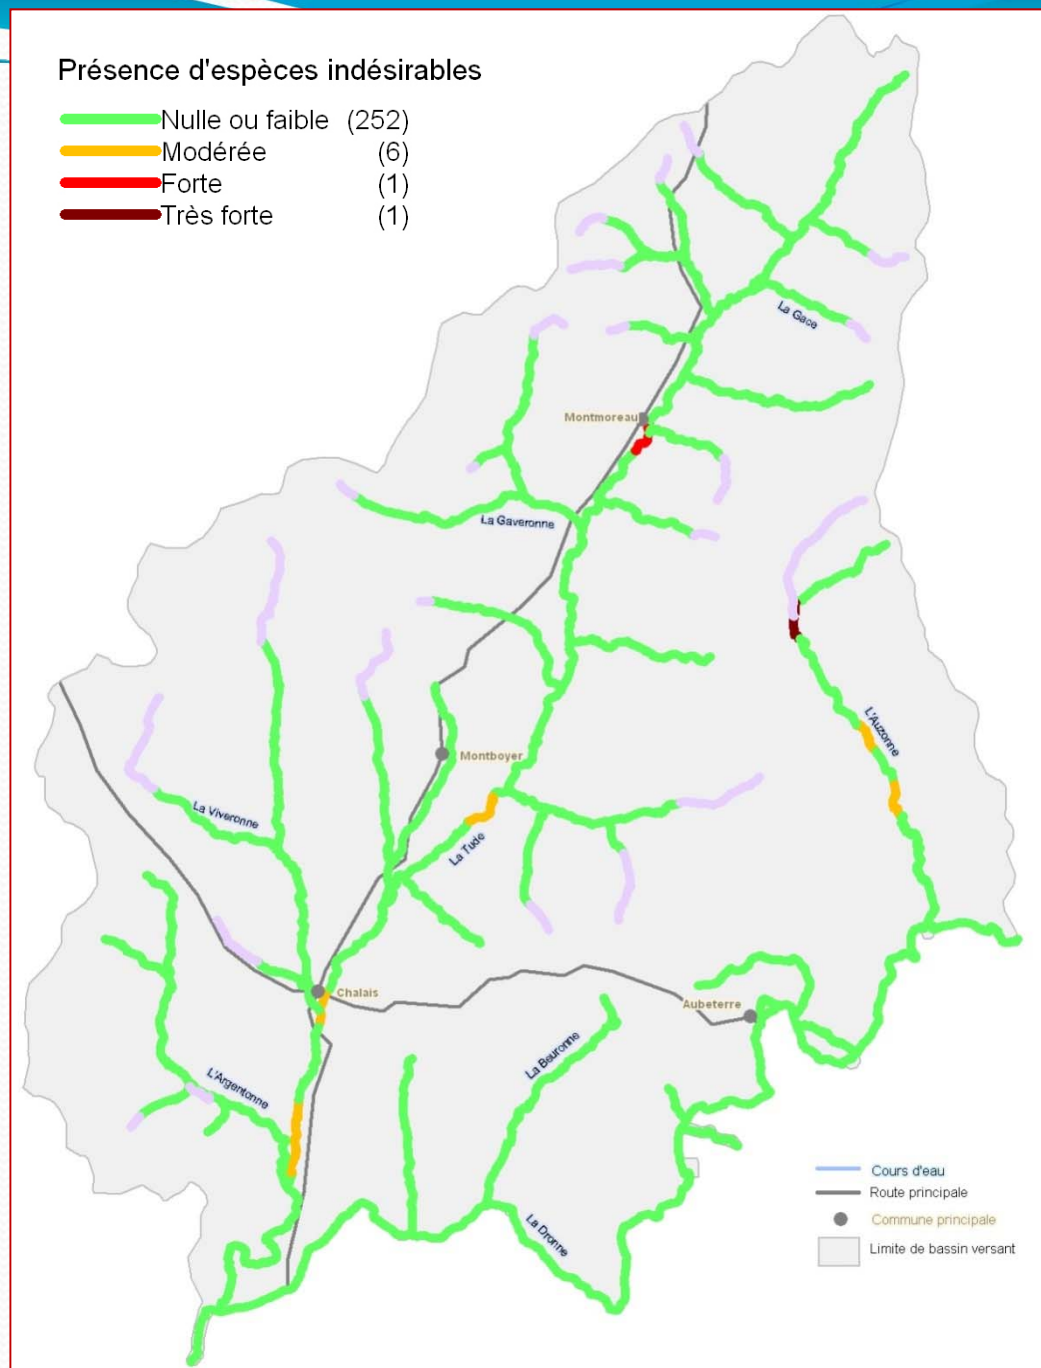 Présence d'espèces indésirables
Nulle ou faible (252)
Modérée (6)
Forte (1)
Très forte (1)
La Gace
Montmoreau
La Gaveronne
L'Auzonne
Montboyer
La Viveronne
La Tude
Chalais
Aubeterre
La Beuronne
L'Argentonne
La Dronne
Cours d'eau
Route principale
Commune principale
Limite de bassin versant